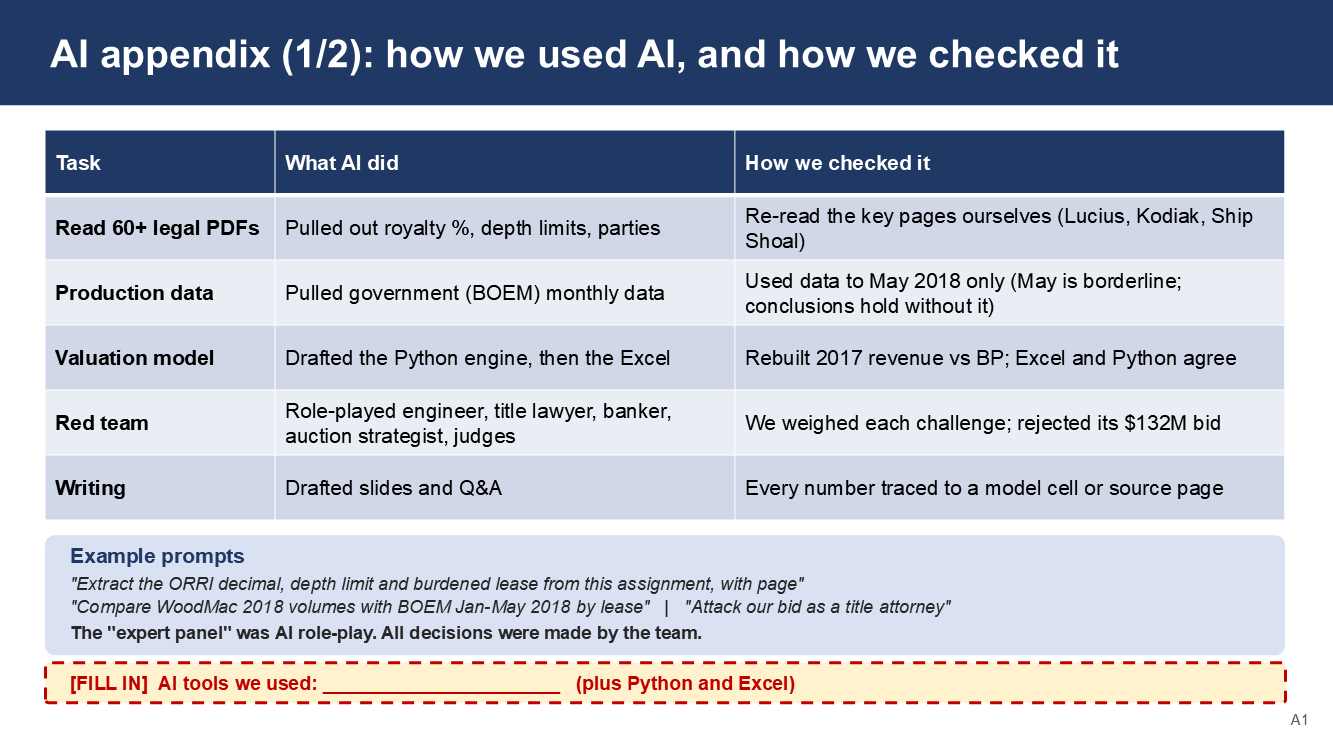 AI appendix (1/2): how we used AI, and how we checked it
Task
What AI did
How we checked it
Read 60+ legal PDFs
Pulled out royalty %, depth limits, parties
Re-read the key pages ourselves (Lucius, Kodiak, Ship
Shoal)
Production data
Pulled government (BOEM) monthly data
Used data to May 2018 only (May is borderline;
conclusions hold without it)
Valuation model
Drafted the Python engine, then the Excel
Rebuilt 2017 revenue vs BP; Excel and Python agree
Red team
Role-played engineer, title lawyer, banker,
auction strategist, judges
We weighed each challenge; rejected its $132M bid
Writing
Drafted slides and Q&A
Every number traced to a model cell or source page
Example prompts
"Extract the ORRI decimal, depth limit and burdened lease from this assignment, with page"
"Compare WoodMac 2018 volumes with BOEM Jan-May 2018 by lease" | "Attack our bid as a title attorney"
The "expert panel" was AI role-play. All decisions were made by the team.
[FILL IN] AI tools we used: ______________________ (plus Python and Excel)
A1